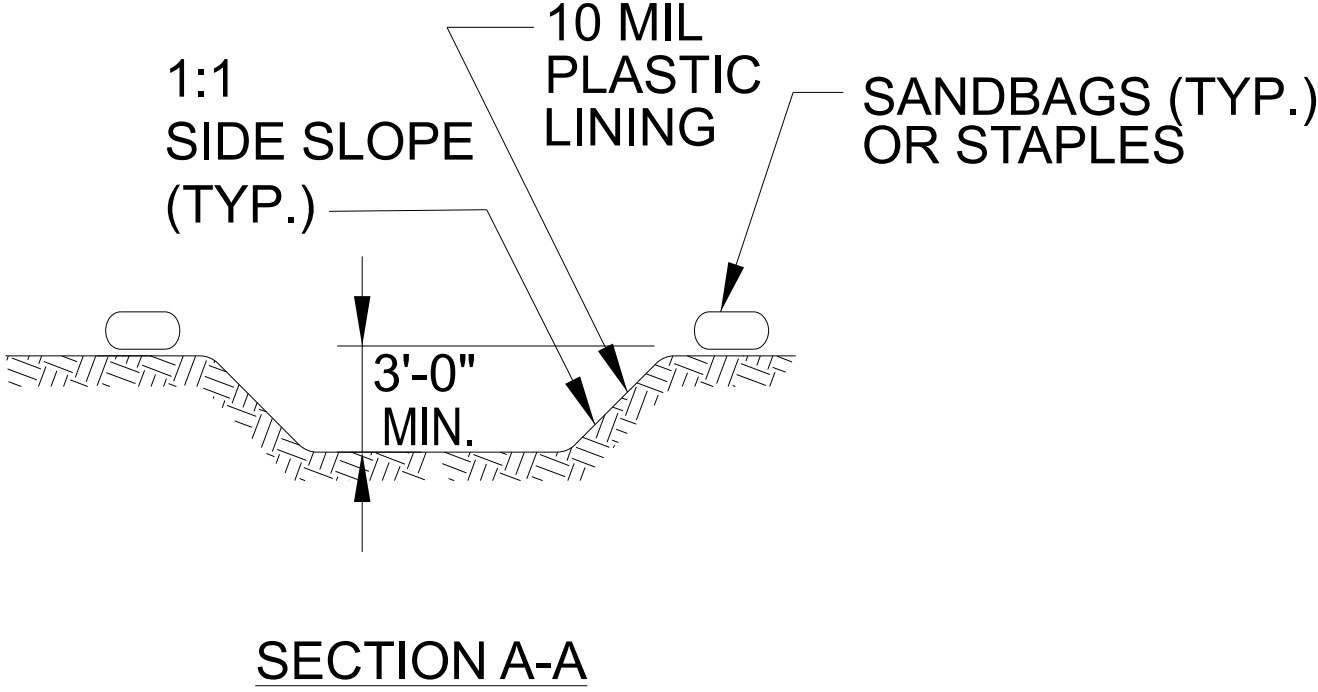 10 MIL
PLASTIC
LINING
1:1
SIDE SLOPE
(TYP.)
SANDBAGS (TYP.)
OR STAPLES
3'-0"
MIN.
SECTION A-A